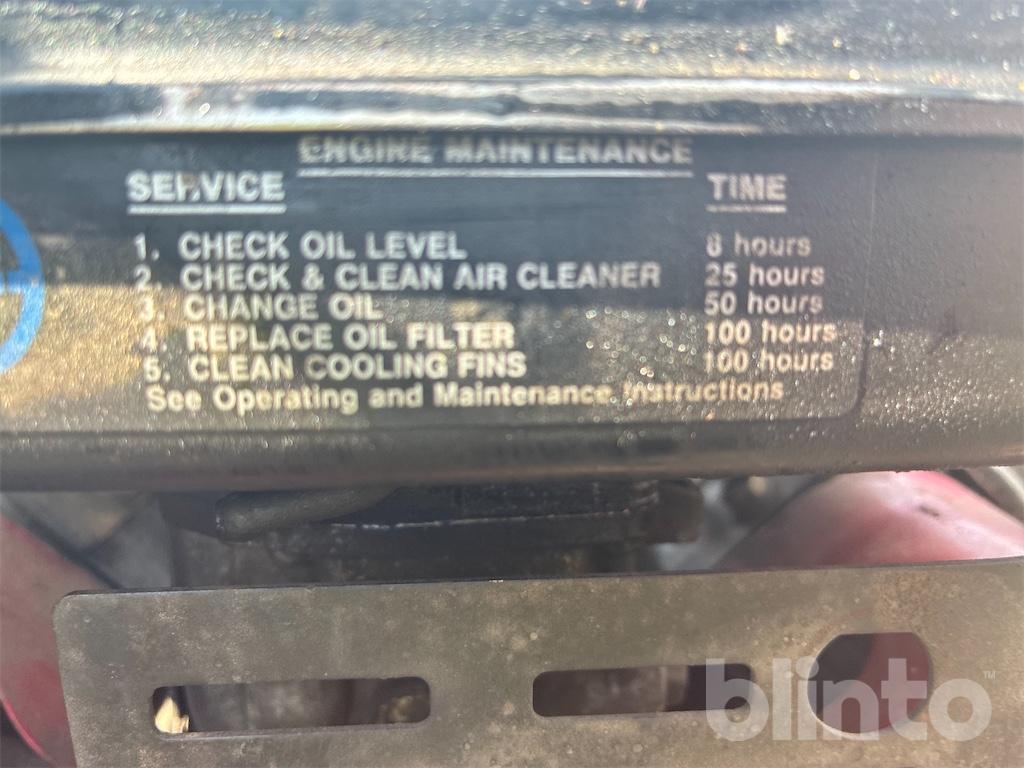 ENGINE MAINTENANCE
SERVICE TIME
1. CHECK OIL LEVEL 8 hours
2. CHECK & CLEAN AIR CLEANER 25 hours
3. CHANGE OIL 50 hours
4. REPLACE OIL FILTER 100 hours
5. CLEAN COOLING FINS 100 hours
See Operating and Maintenance Instructions
blinto™